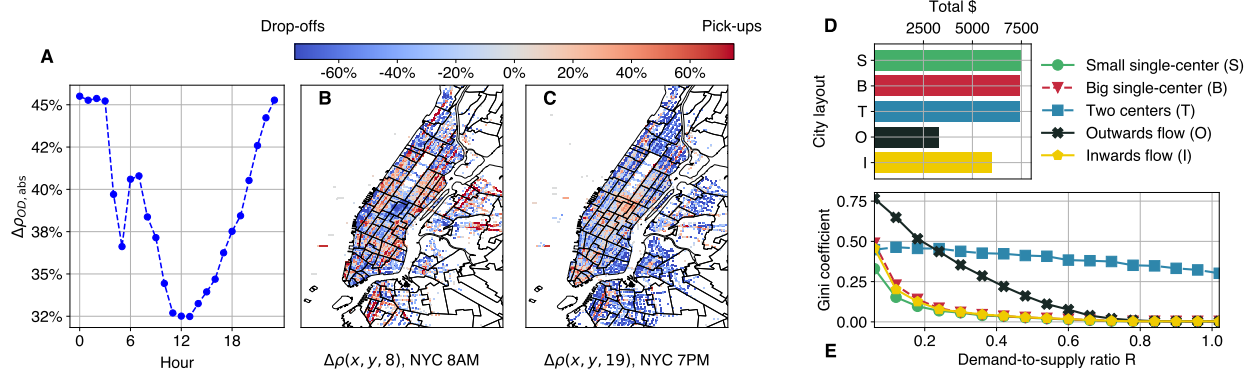 Drop-offs
Pick-ups
-60% -40% -20% 0% 20% 40% 60%
A
45%
42%
40%
38%
35%
32%
Δρ_{OD, abs}
0 6 12 18
Hour
B
Δρ(x, y, 8), NYC 8AM
C
Δρ(x, y, 19), NYC 7PM
D
Total $
2500 5000 7500
City layout
S
B
T
O
I
Small single-center (S)
Big single-center (B)
Two centers (T)
Outwards flow (O)
Inwards flow (I)
Gini coefficient
0.75
0.50
0.25
0.00
0.2 0.4 0.6 0.8 1.0
E
Demand-to-supply ratio R